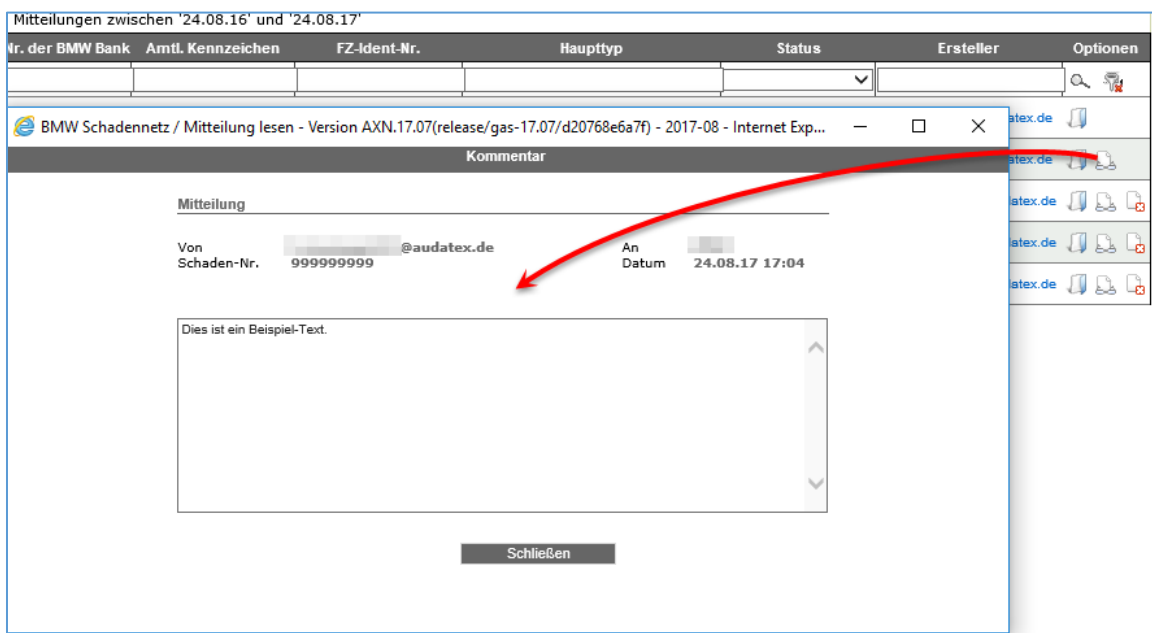 Mitteilungen zwischen '24.08.16' und '24.08.17'
Nr. der BMW Bank Amtl. Kennzeichen FZ-Ident-Nr. Haupttyp Status Ersteller Optionen
BMW Schadennetz / Mitteilung lesen - Version AXN.17.07(release/gas-17.07/d20768e6a7f) - 2017-08 - Internet Exp...
atex.de
Kommentar
atex.de
Mitteilung
latex.de
Von @audatex.de An
Schaden-Nr. 999999999 Datum 24.08.17 17:04
latex.de
latex.de
Dies ist ein Beispiel-Text.
Schließen